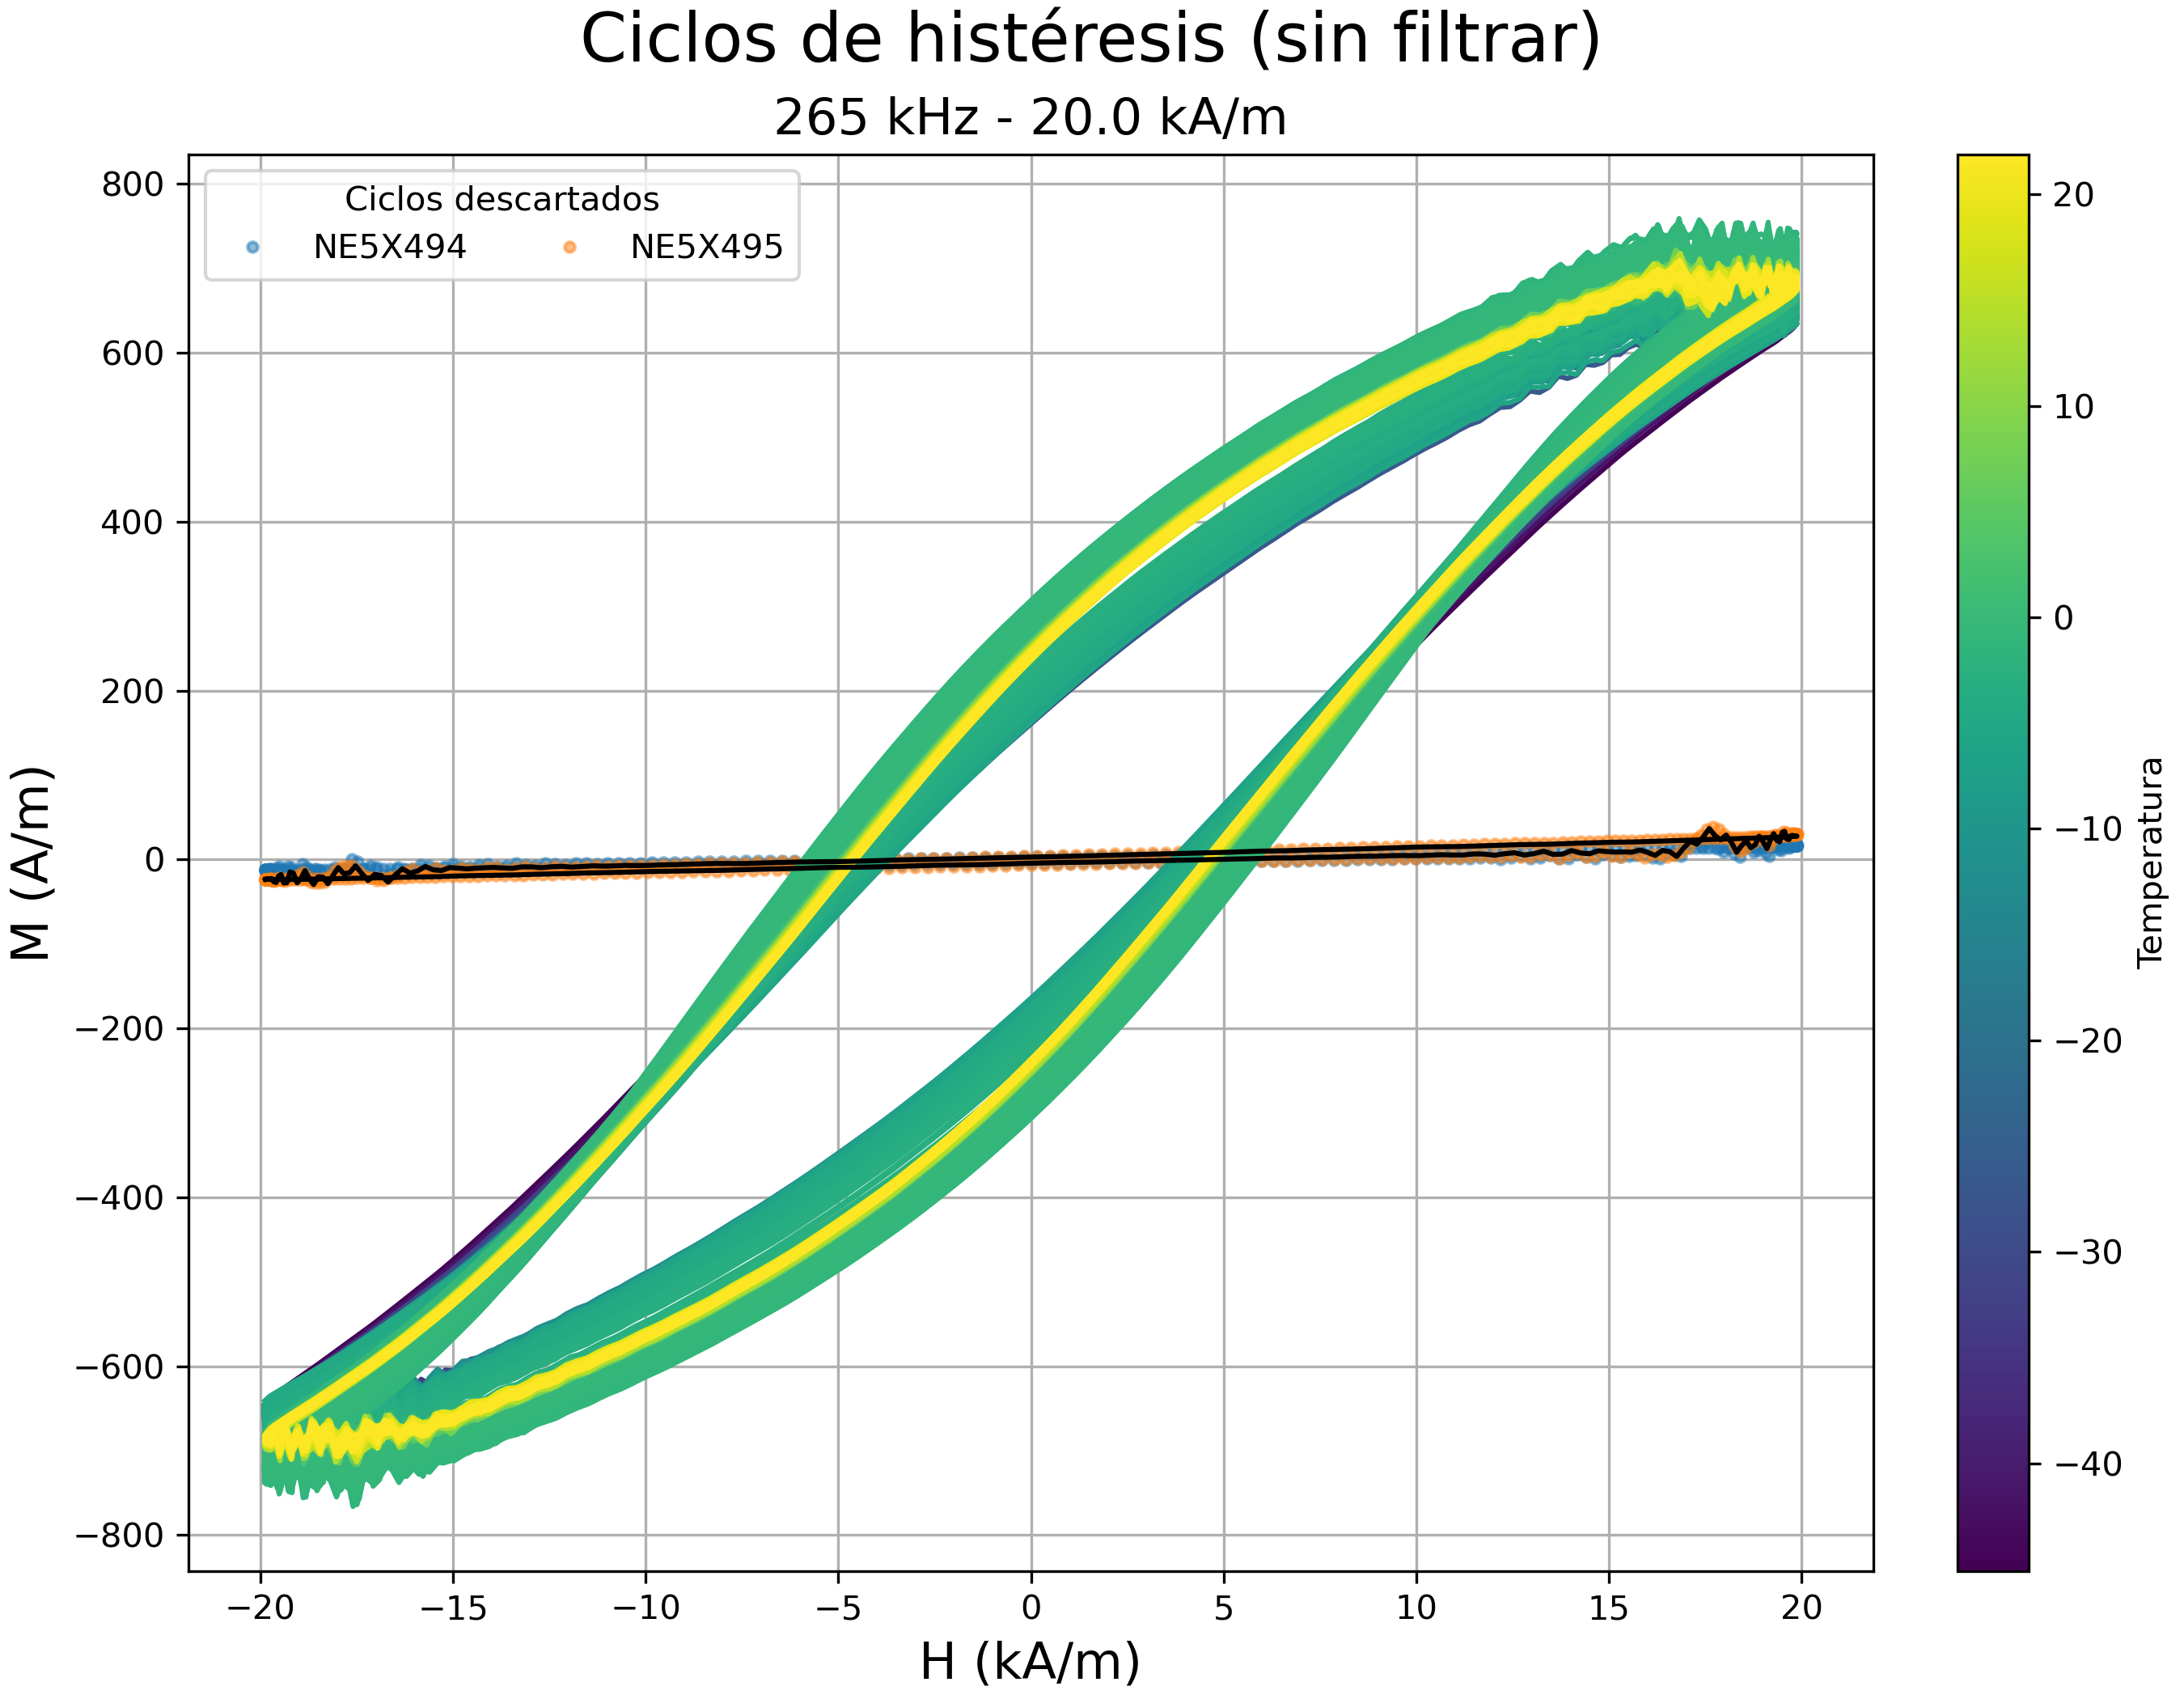 Ciclos de histéresis (sin filtrar)
265 kHz - 20.0 kA/m
Ciclos descartados
NE5X494 NE5X495
800
600
400
200
0
−200
−400
−600
−800
M (A/m)
−20 −15 −10 −5 0 5 10 15 20
H (kA/m)
20
10
0
−10
−20
−30
−40
Temperatura